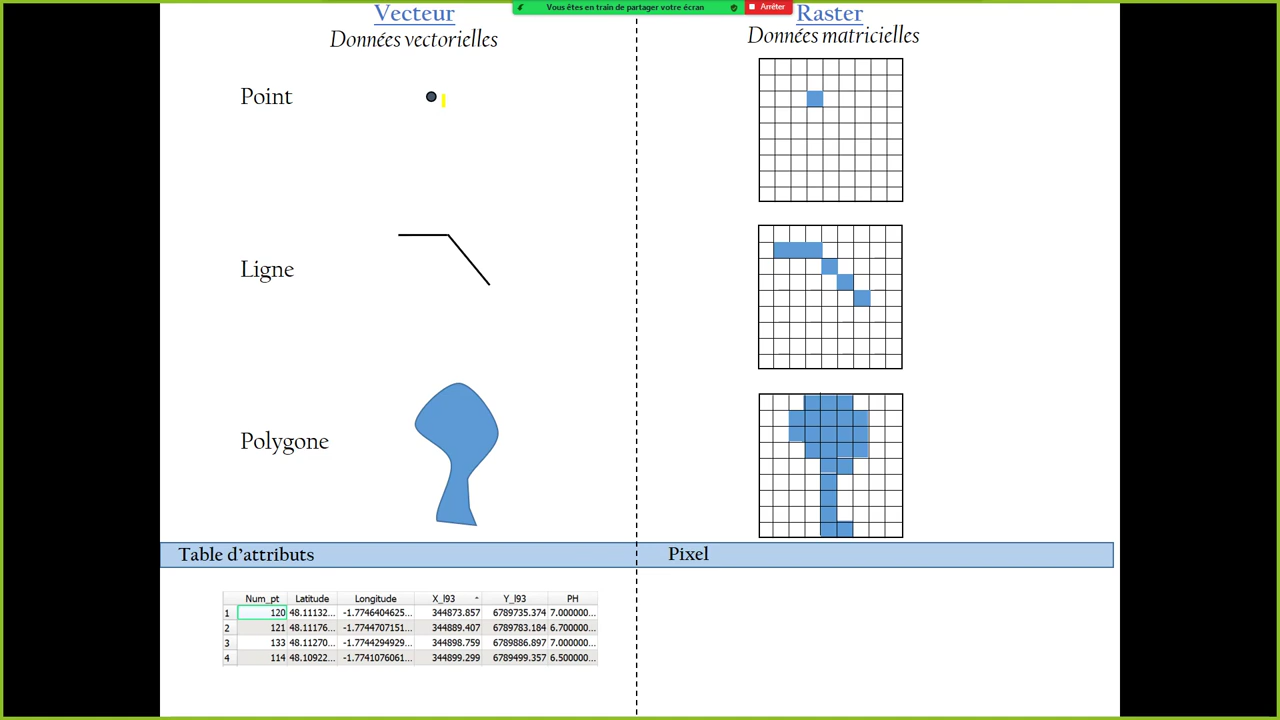 Vous êtes en train de partager votre écran
Arrêter
Vecteur
Données vectorielles
Raster
Données matricielles
Point
Ligne
Polygone
Table d'attributs
Pixel
Num_pt Latitude Longitude X_l93 Y_l93 PH
1 120 48.11132... -1.7746404625... 344873.857 6789735.374 7.000000...
2 121 48.11176... -1.7744707151... 344889.407 6789783.184 6.700000...
3 133 48.11270... -1.7744294929... 344898.759 6789886.897 7.000000...
4 114 48.10922... -1.7741076061... 344899.299 6789499.357 6.500000...